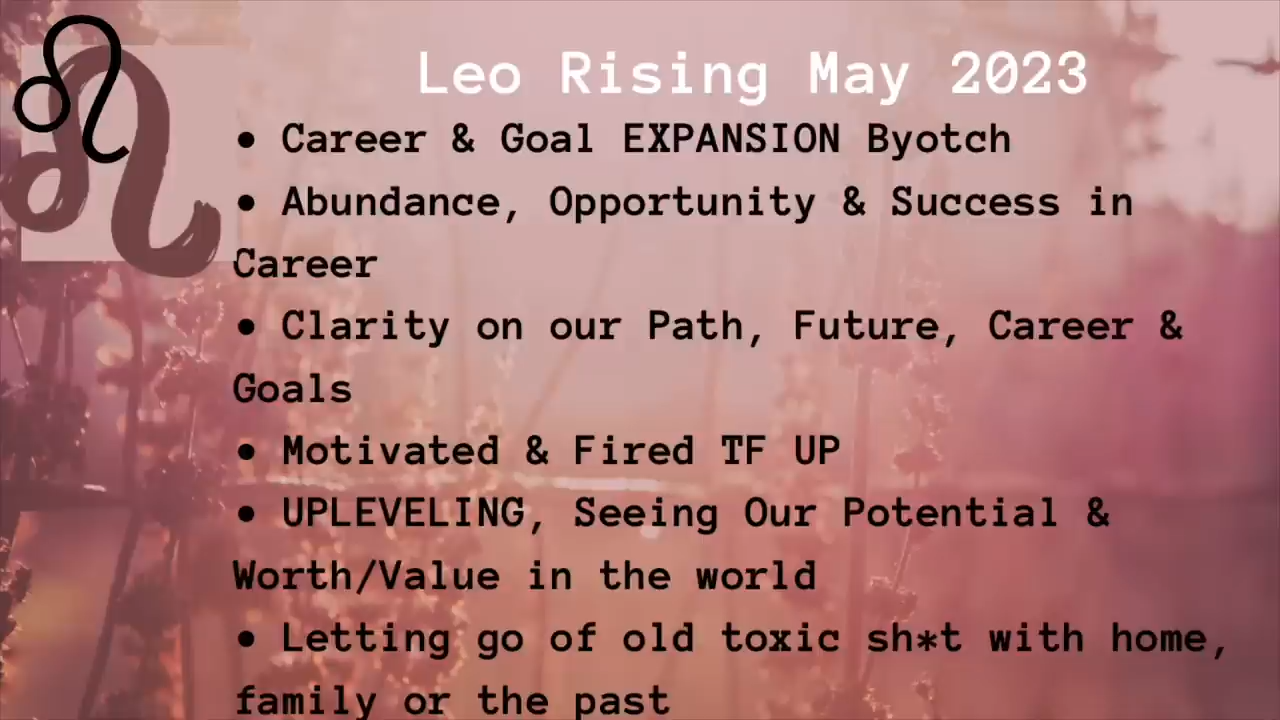 Leo Rising May 2023
• Career & Goal EXPANSION Byotch
• Abundance, Opportunity & Success in
Career
• Clarity on our Path, Future, Career &
Goals
• Motivated & Fired TF UP
• UPLEVELING, Seeing Our Potential &
Worth/Value in the world
• Letting go of old toxic sh*t with home,
family or the past